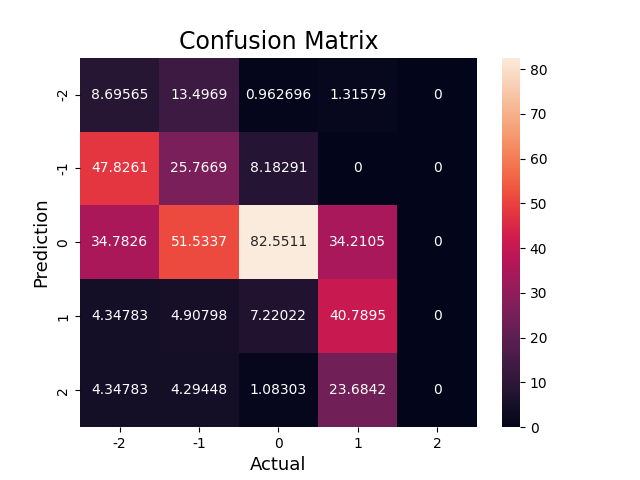 Confusion Matrix
-2 8.69565 13.4969 0.962696 1.31579 0
-1 47.8261 25.7669 8.18291 0 0
0 34.7826 51.5337 82.5511 34.2105 0
1 4.34783 4.90798 7.22022 40.7895 0
2 4.34783 4.29448 1.08303 23.6842 0
-2 -1 0 1 2
Actual
Prediction
80
70
60
50
40
30
20
10
0